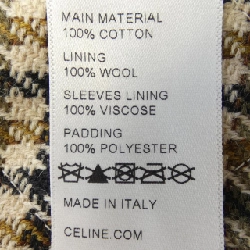 MAIN MATERIAL
100% COTTON
LINING
100% WOOL
SLEEVES LINING
100% VISCOSE
PADDING
100% POLYESTER
MADE IN ITALY
CELINE.COM